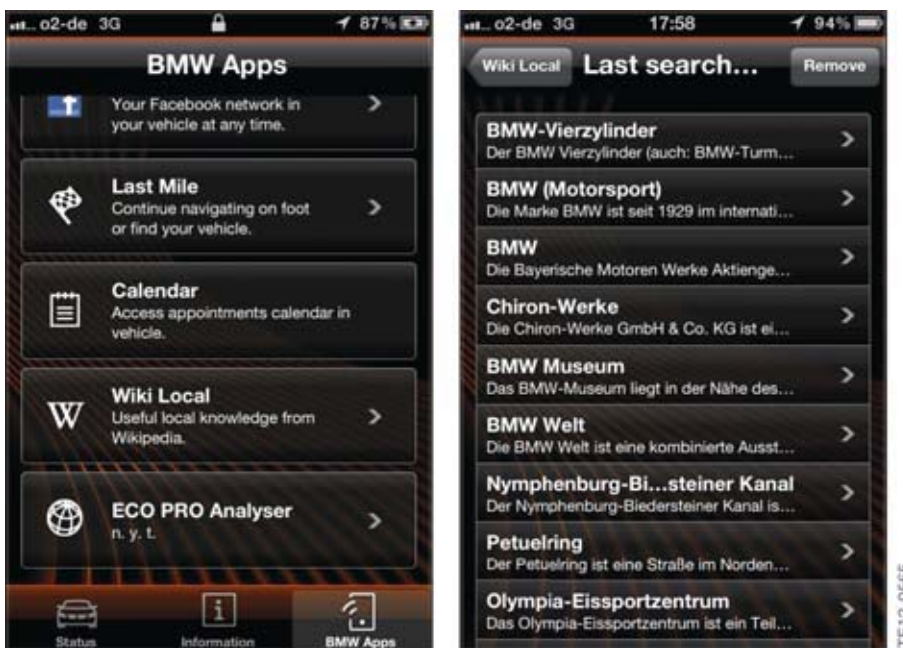 o2-de 3G 87%
BMW Apps
Your Facebook network in
your vehicle at any time.
Last Mile
Continue navigating on foot
or find your vehicle.
Calendar
Access appointments calendar in
vehicle.
Wiki Local
Useful local knowledge from
Wikipedia.
ECO PRO Analyser
n. y. t.
Status Information BMW Apps
o2-de 3G 17:58 94%
Wiki Local Last search... Remove
BMW-Vierzylinder
Der BMW Vierzylinder (auch: BMW-Turm...
BMW (Motorsport)
Die Marke BMW ist seit 1929 im internati...
BMW
Die Bayerische Motoren Werke Aktienge...
Chiron-Werke
Die Chiron-Werke GmbH & Co. KG ist ei...
BMW Museum
Das BMW-Museum liegt in der Nähe des...
BMW Welt
Die BMW Welt ist eine kombinierte Ausst...
Nymphenburg-Bi...steiner Kanal
Der Nymphenburg-Biedersteiner Kanal is...
Petuelring
Der Petuelring ist eine Straße im Norden...
Olympia-Eissportzentrum
Das Olympia-Eissportzentrum ist ein Teil...